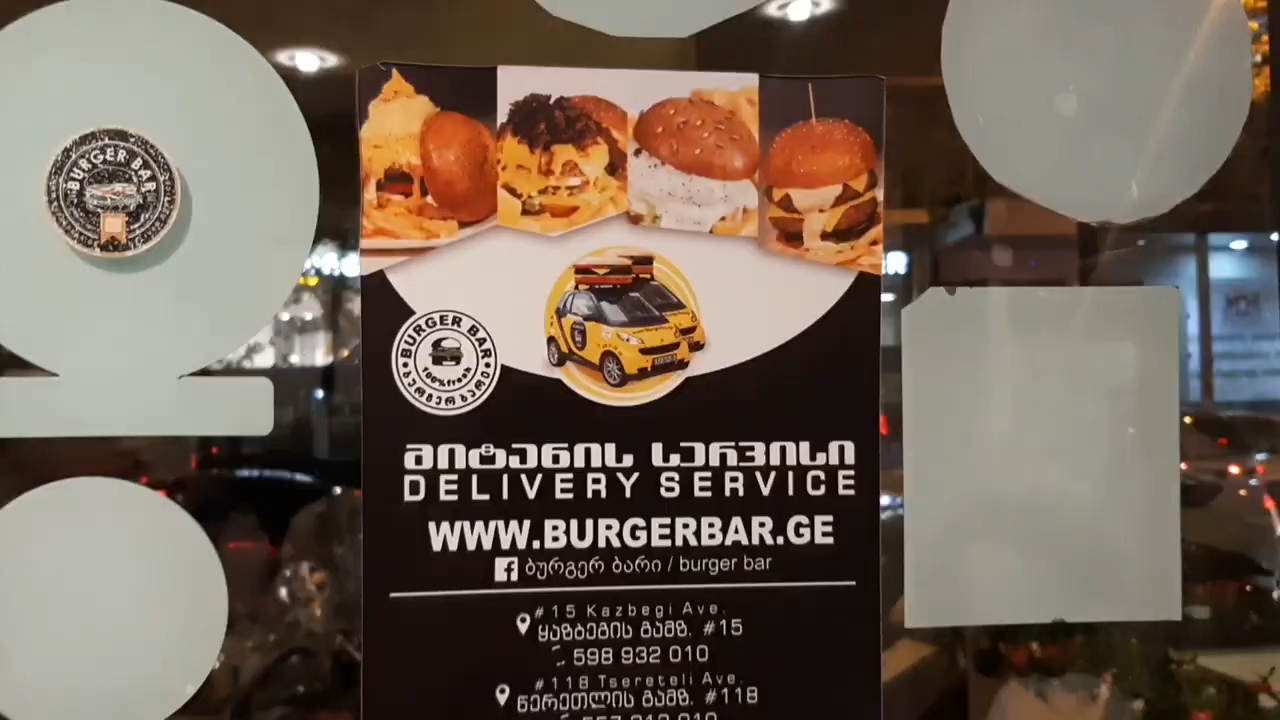 BURGER BAR
BURGER BAR
100% fresh
ბურგერ ბარი
მიტანის სერვისი
DELIVERY SERVICE
WWW.BURGERBAR.GE
ბურგერ ბარი / burger bar
#15 Kazbegi Ave.
ყაზბეგის გამზ. #15
598 932 010
#118 Tsereteli Ave.
წერეთლის გამზ. #118